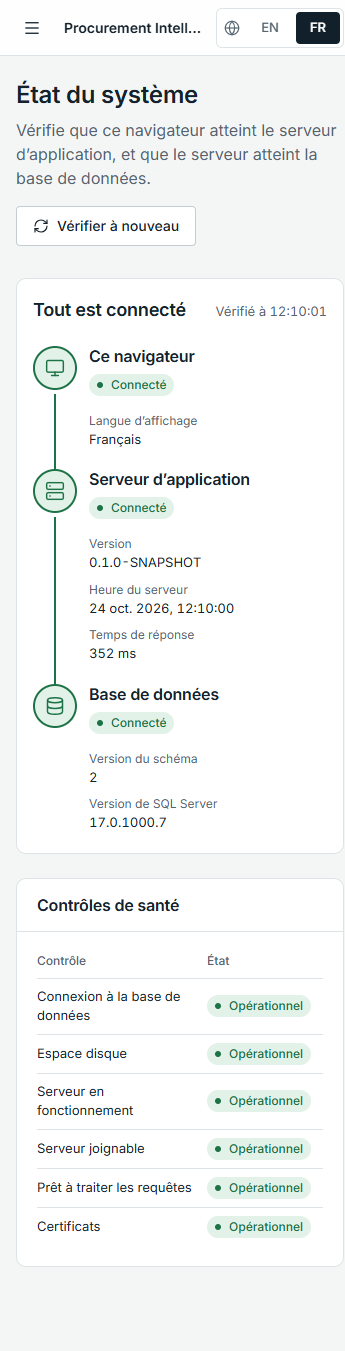 Procurement Intell...
EN
FR
État du système
Vérifie que ce navigateur atteint le serveur
d’application, et que le serveur atteint la
base de données.
Vérifier à nouveau
Tout est connecté
Vérifié à 12:10:01
Ce navigateur
Connecté
Langue d’affichage
Français
Serveur d’application
Connecté
Version
0.1.0-SNAPSHOT
Heure du serveur
24 oct. 2026, 12:10:00
Temps de réponse
352 ms
Base de données
Connecté
Version du schéma
2
Version de SQL Server
17.0.1000.7
Contrôles de santé
Contrôle État
Connexion à la base de
données
Opérationnel
Espace disque Opérationnel
Serveur en
fonctionnement
Opérationnel
Serveur joignable Opérationnel
Prêt à traiter les requêtes Opérationnel
Certificats Opérationnel